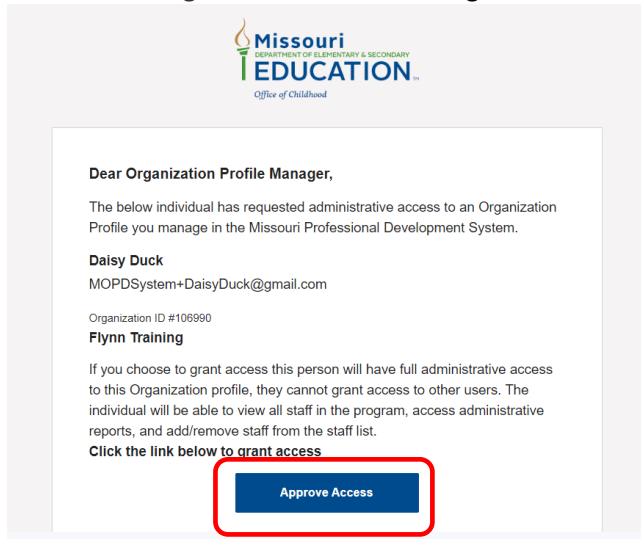 Missouri
DEPARTMENT OF ELEMENTARY & SECONDARY
EDUCATION
Office of Childhood
Dear Organization Profile Manager,
The below individual has requested administrative access to an Organization
Profile you manage in the Missouri Professional Development System.
Daisy Duck
MOPDSystem+DaisyDuck@gmail.com
Organization ID #106990
Flynn Training
If you choose to grant access this person will have full administrative access
to this Organization profile, they cannot grant access to other users. The
individual will be able to view all staff in the program, access administrative
reports, and add/remove staff from the staff list.
Click the link below to grant access
Approve Access